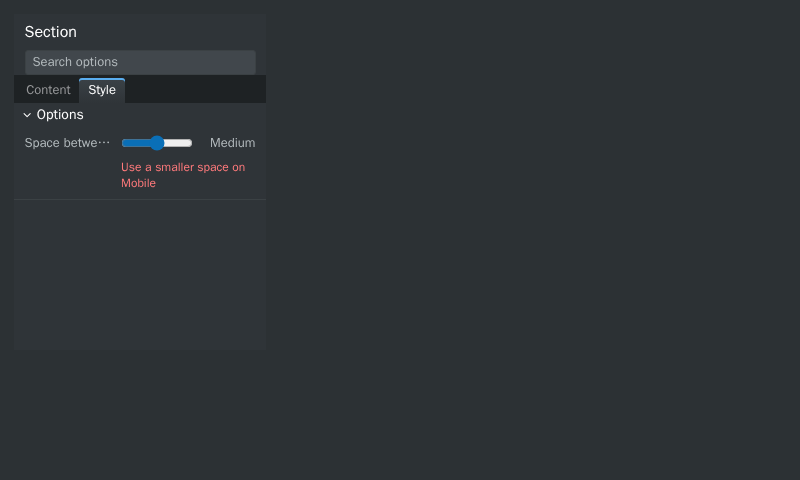 Section
Search options
Content Style
Options
Space betwe⋯ Medium
Use a smaller space on
Mobile